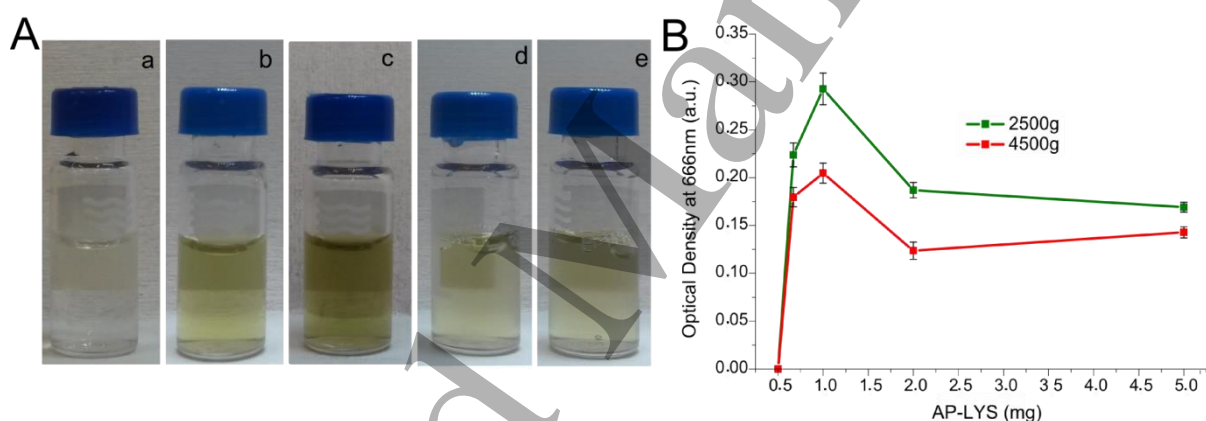 A
a
b
c
d
e
B
Optical Density at 666nm (a.u.)
0.35
0.30
0.25
0.20
0.15
0.10
0.05
0.00
2500g
4500g
0.5 1.0 1.5 2.0 2.5 3.0 3 5 4.0 4.5 5.0
AP-LYS (mg)
d Man